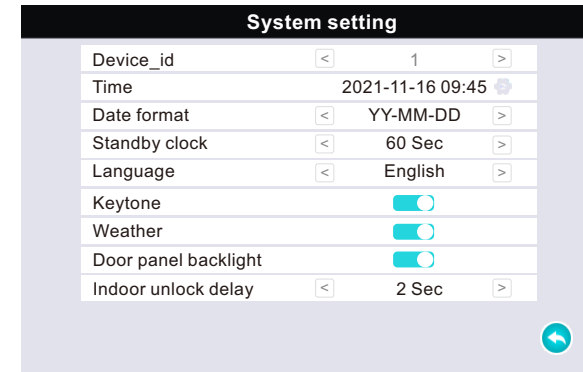 System setting
Device_id < 1 >
Time 2021-11-16 09:45
Date format < YY-MM-DD >
Standby clock < 60 Sec >
Language < English >
Keytone
Weather
Door panel backlight
Indoor unlock delay < 2 Sec >